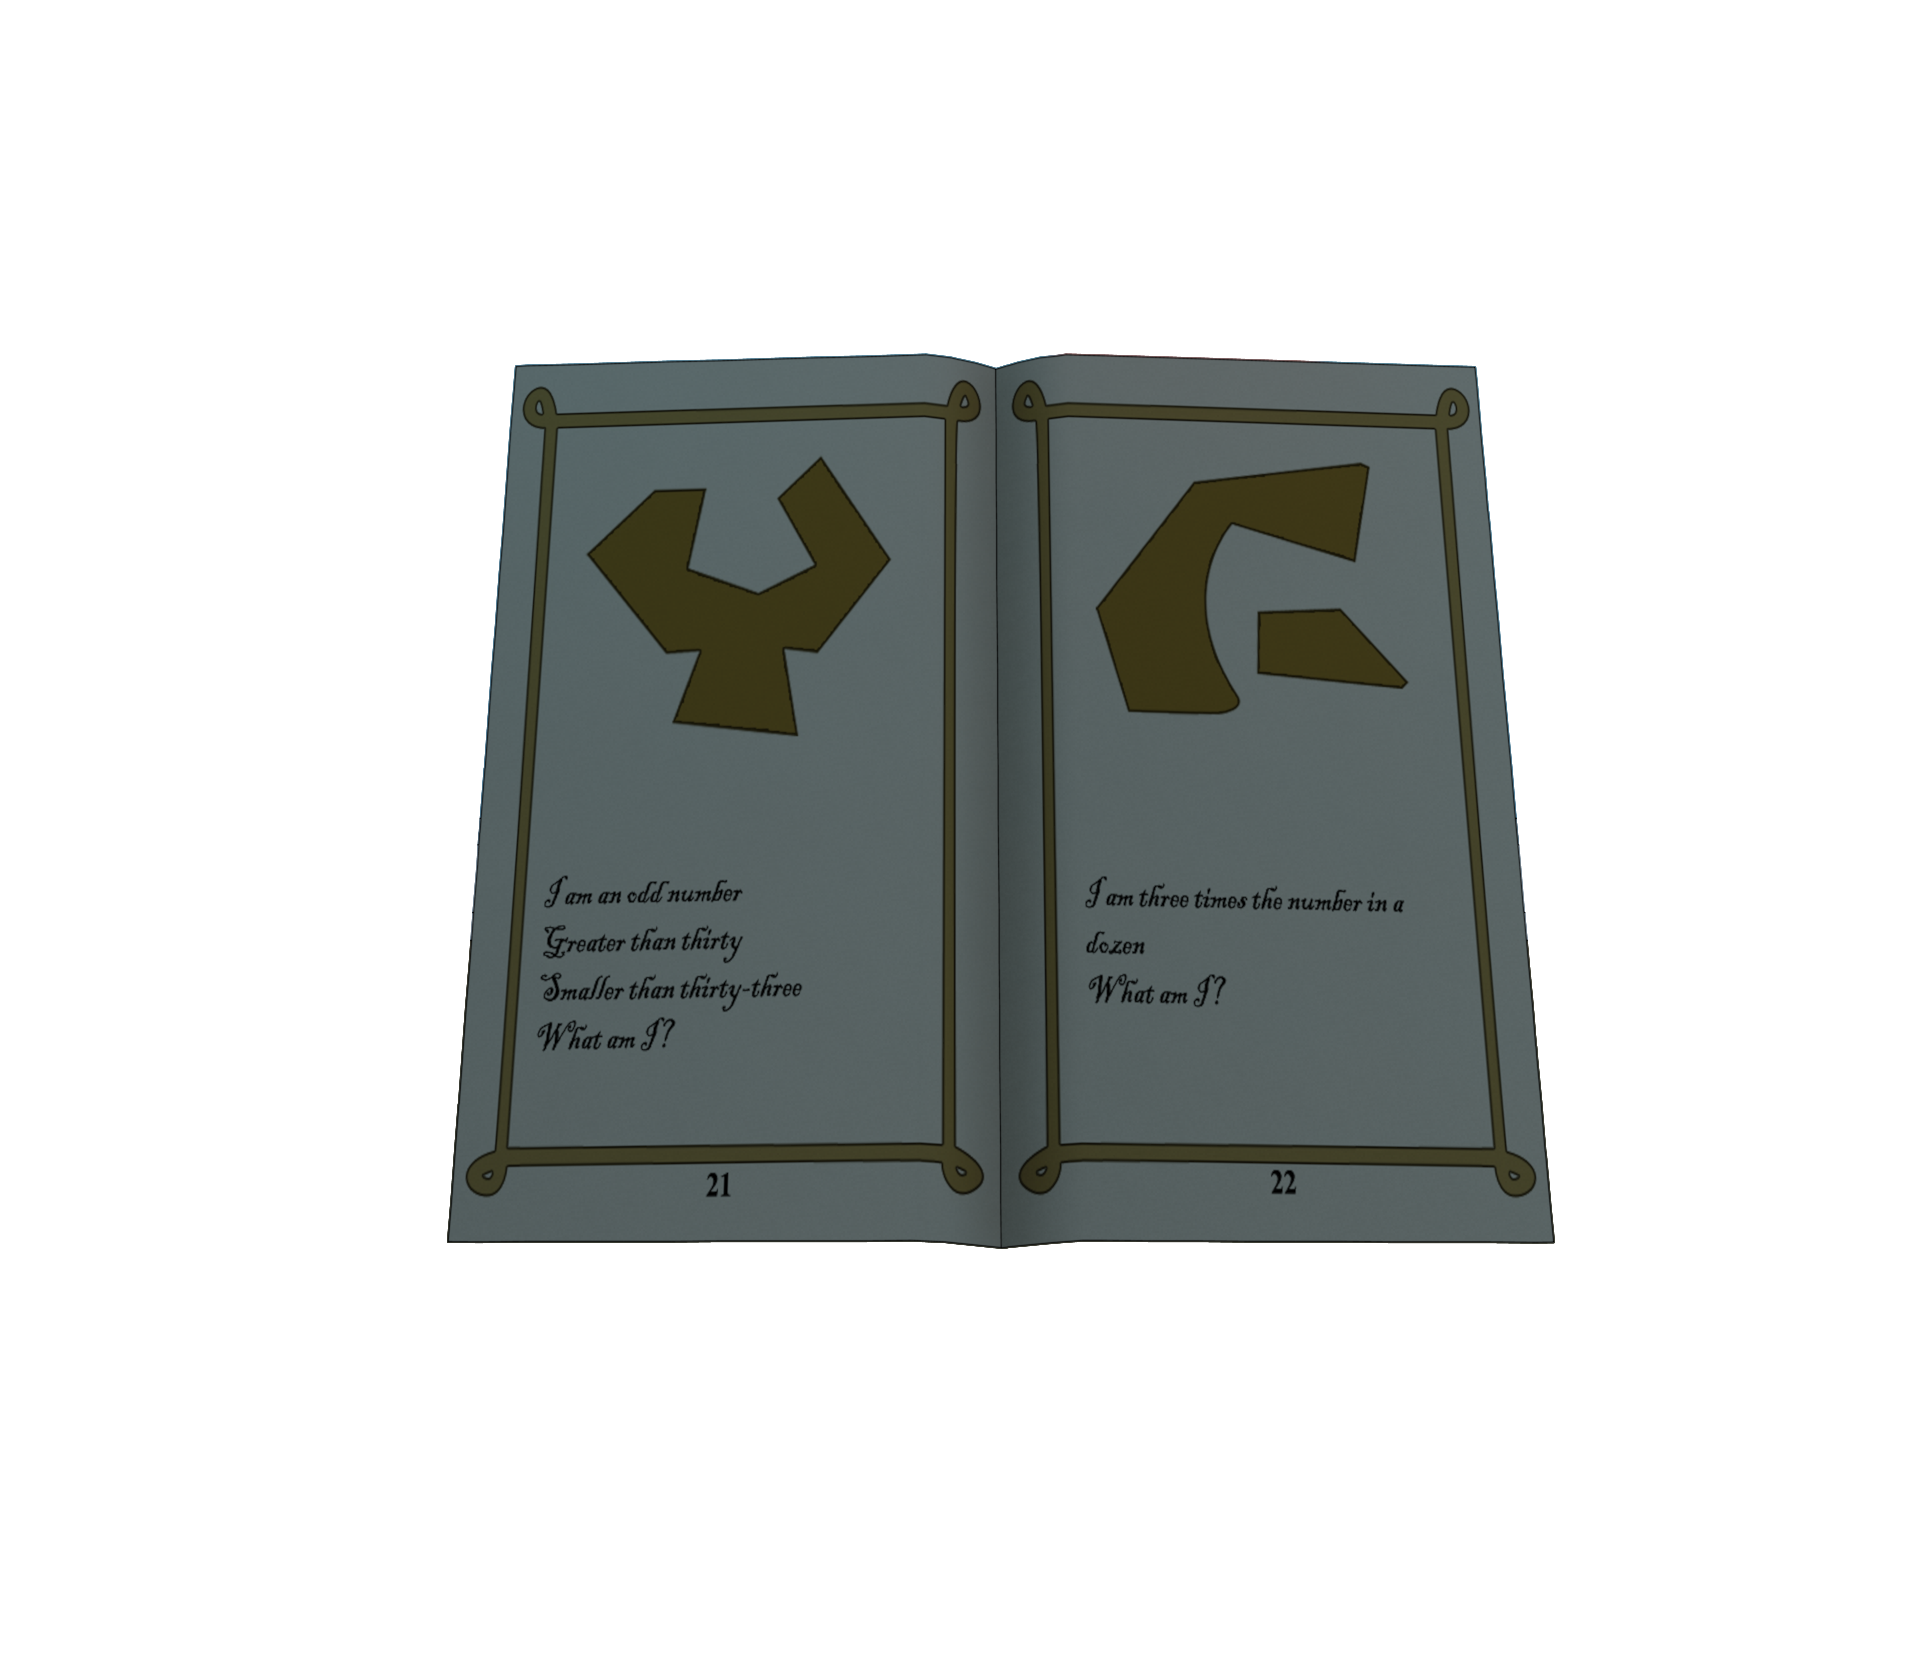 I am an odd number
Greater than thirty
Smaller than thirty-three
What am I?
21
I am three times the number in a
dozen
What am I?
22